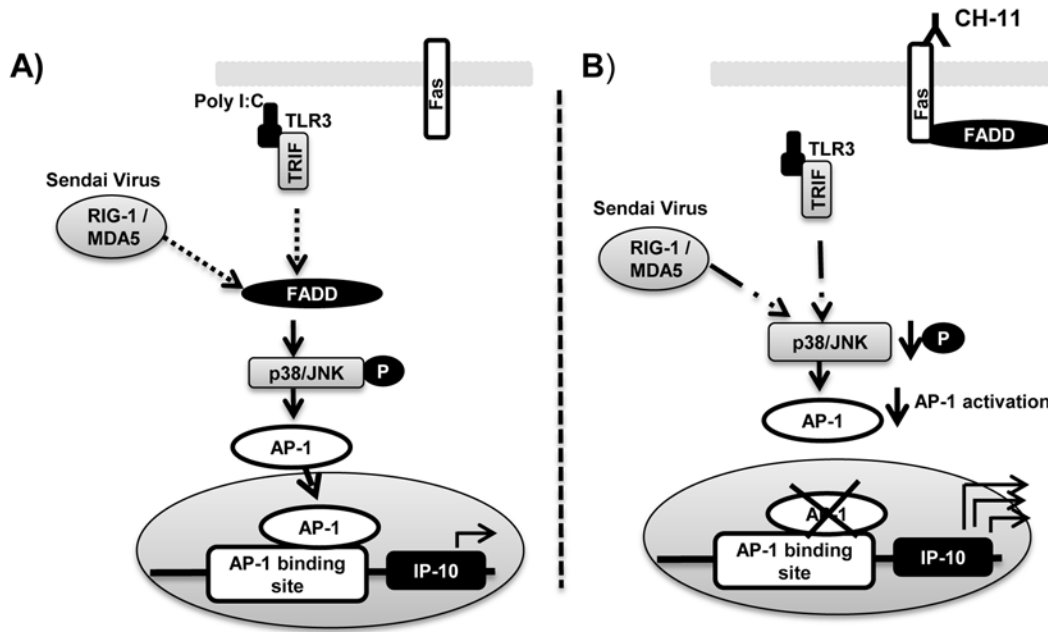 A)
Fas
Poly I:C
TLR3
TRIF
Sendai Virus
RIG-1 /
MDA5
FADD
p38/JNK
P
AP-1
AP-1
AP-1 binding
site
IP-10
B)
CH-11
Fas
FADD
TLR3
TRIF
Sendai Virus
RIG-1 /
MDA5
p38/JNK
P
AP-1
AP-1 activation
AP-1
AP-1 binding
site
IP-10